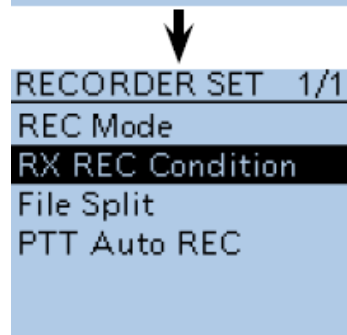 RECORDER SET 1/1
REC Mode
RX REC Condition
File Split
PTT Auto REC